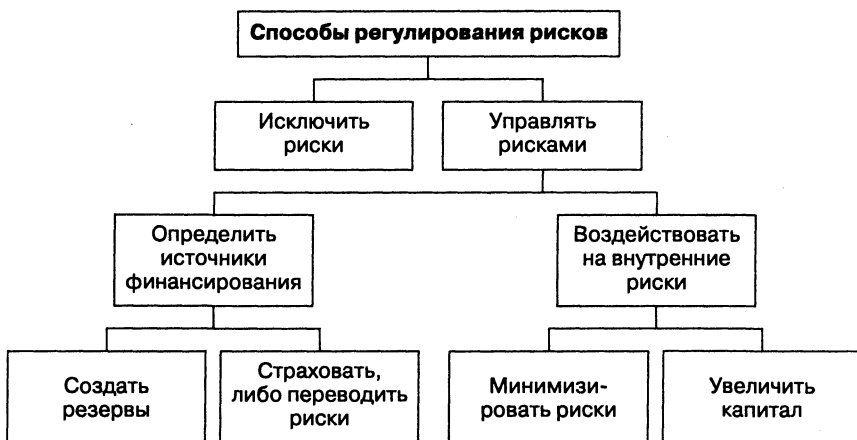 Способы регулирования рисков
Исключить
риски
Управлять
рисками
Определить
источники
финансирования
Воздействовать
на внутренние
риски
Создать
резервы
Страховать,
либо переводить
риски
Минимизи-
ровать риски
Увеличить
капитал